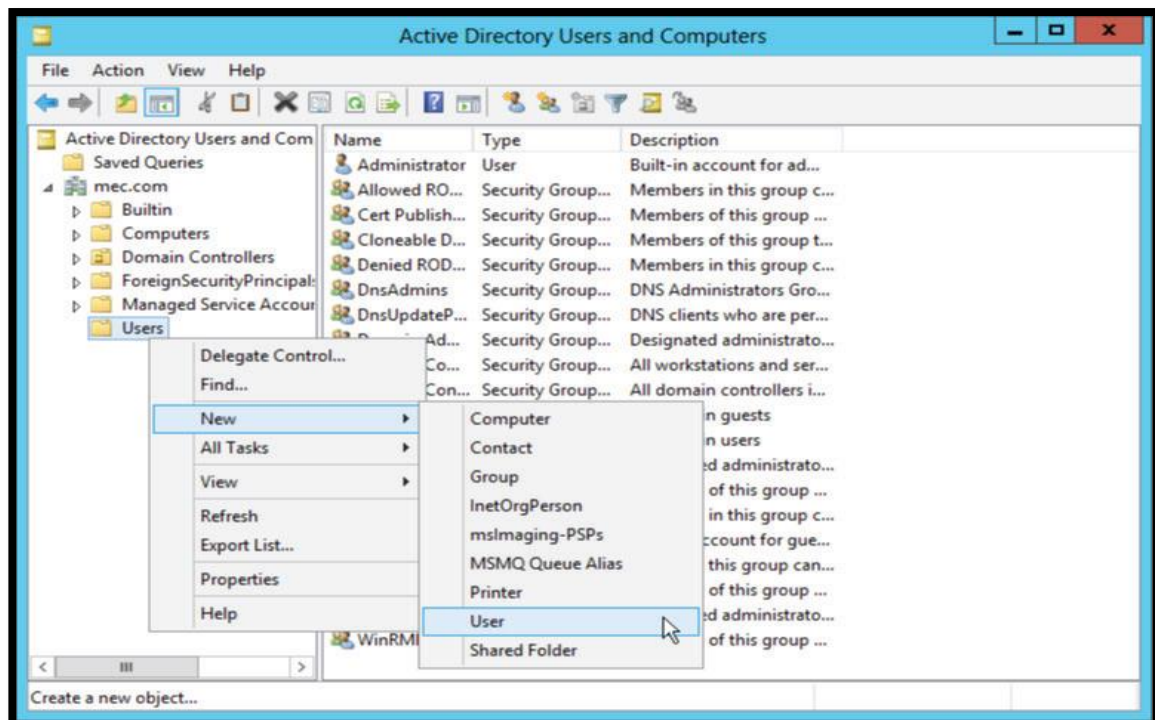 Active Directory Users and Computers
File Action View Help
Active Directory Users and Com
Saved Queries
mec.com
Builtin
Computers
Domain Controllers
ForeignSecurityPrincipal
Managed Service Accour
Users
Name Type Description
Administrator User Built-in account for ad...
Allowed RO... Security Group... Members in this group c...
Cert Publish... Security Group... Members of this group ...
Cloneable D... Security Group... Members of this group t...
Denied ROD... Security Group... Members in this group c...
DnsAdmins Security Group... DNS Administrators Gro...
DnsUpdateP... Security Group... DNS clients who are per...
Ad... Security Group... Designated administrato...
Co... Security Group... All workstations and ser...
Con... Security Group... All domain controllers i...
n guests
n users
ed administrato...
of this group ...
in this group c...
ccount for gue...
this group can...
of this group ...
ed administrato...
WinRMI of this group ...
Delegate Control...
Find...
New
All Tasks
View
Refresh
Export List...
Properties
Help
Computer
Contact
Group
InetOrgPerson
msImaging-PSPs
MSMQ Queue Alias
Printer
User
Shared Folder
Create a new object...